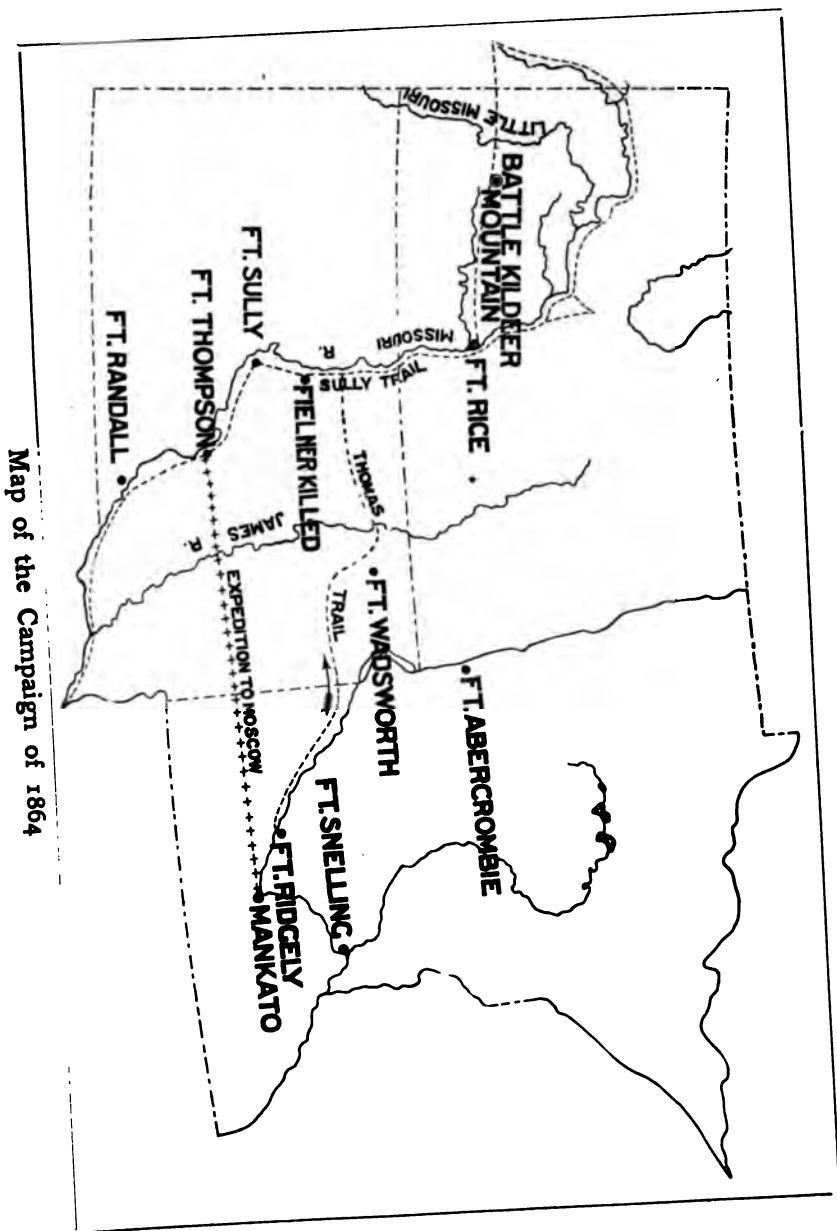 LITTLE MISSOURI
BATTLE KILDEER
MOUNTAIN
MISSOURI
R.
FT. RICE
SULLY TRAIL
FT. SULLY
FIELNER KILLED
FT. THOMPSON
FT. RANDALL
THOMAS
TRAIL
JAMES
R.
FT. WADSWORTH
FT. ABERCROMBIE
EXPEDITION TO MOSCOW
FT. SNELLING
FT. RIDGELY
MANKATO
Map of the Campaign of 1864